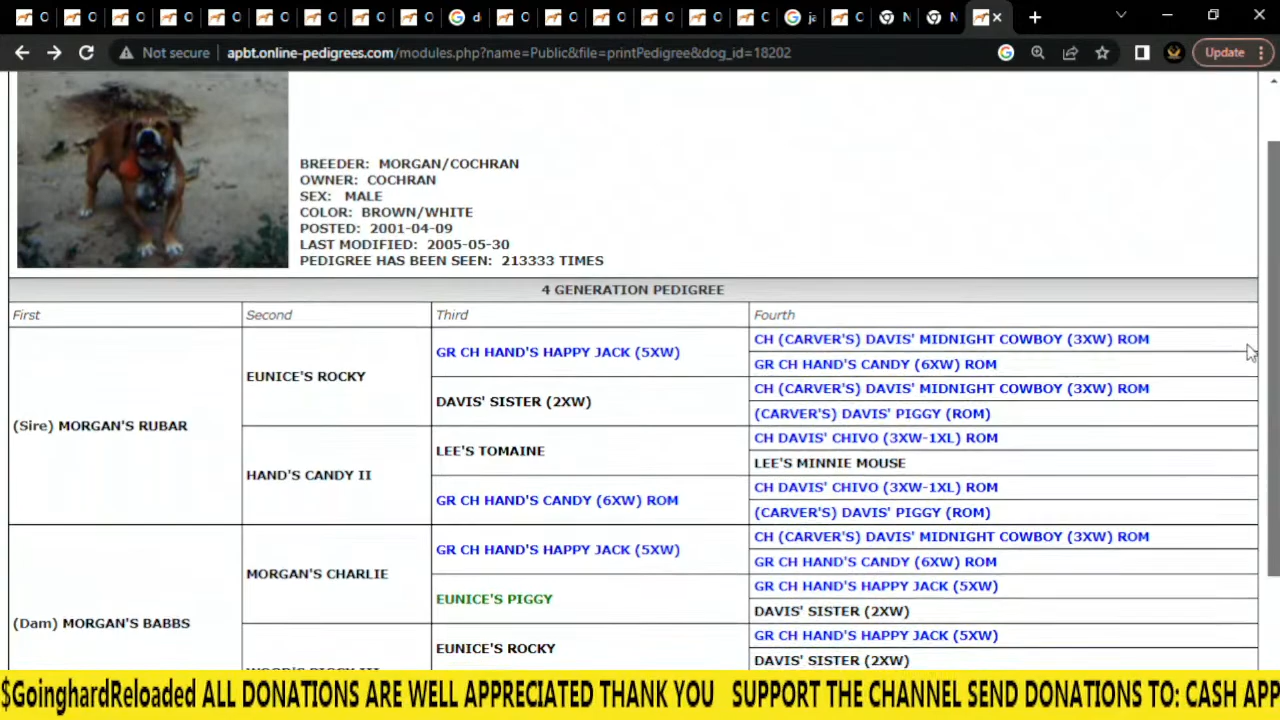 O
O
O
O
O
O
O
O
O
d
O
O
O
O
O
C
ja
O
N
N
Update
Not secure
apbt.online-pedigrees.com/modules.php?name=Public&file=printPedigree&dog_id=18202
BREEDER: MORGAN/COCHRAN
OWNER: COCHRAN
SEX: MALE
COLOR: BROWN/WHITE
POSTED: 2001-04-09
LAST MODIFIED: 2005-05-30
PEDIGREE HAS BEEN SEEN: 213333 TIMES
4 GENERATION PEDIGREE
First Second Third Fourth
(Sire) MORGAN'S RUBAR
EUNICE'S ROCKY
GR CH HAND'S HAPPY JACK (5XW)
CH (CARVER'S) DAVIS' MIDNIGHT COWBOY (3XW) ROM
GR CH HAND'S CANDY (6XW) ROM
DAVIS' SISTER (2XW)
CH (CARVER'S) DAVIS' MIDNIGHT COWBOY (3XW) ROM
(CARVER'S) DAVIS' PIGGY (ROM)
HAND'S CANDY II
LEE'S TOMAINE
CH DAVIS' CHIVO (3XW-1XL) ROM
LEE'S MINNIE MOUSE
GR CH HAND'S CANDY (6XW) ROM
CH DAVIS' CHIVO (3XW-1XL) ROM
(CARVER'S) DAVIS' PIGGY (ROM)
(Dam) MORGAN'S BABBS
MORGAN'S CHARLIE
GR CH HAND'S HAPPY JACK (5XW)
CH (CARVER'S) DAVIS' MIDNIGHT COWBOY (3XW) ROM
GR CH HAND'S CANDY (6XW) ROM
EUNICE'S PIGGY
GR CH HAND'S HAPPY JACK (5XW)
DAVIS' SISTER (2XW)
EUNICE'S ROCKY
GR CH HAND'S HAPPY JACK (5XW)
DAVIS' SISTER (2XW)
$GoinghardReloaded ALL DONATIONS ARE WELL APPRECIATED THANK YOU SUPPORT THE CHANNEL SEND DONATIONS TO: CASH APP